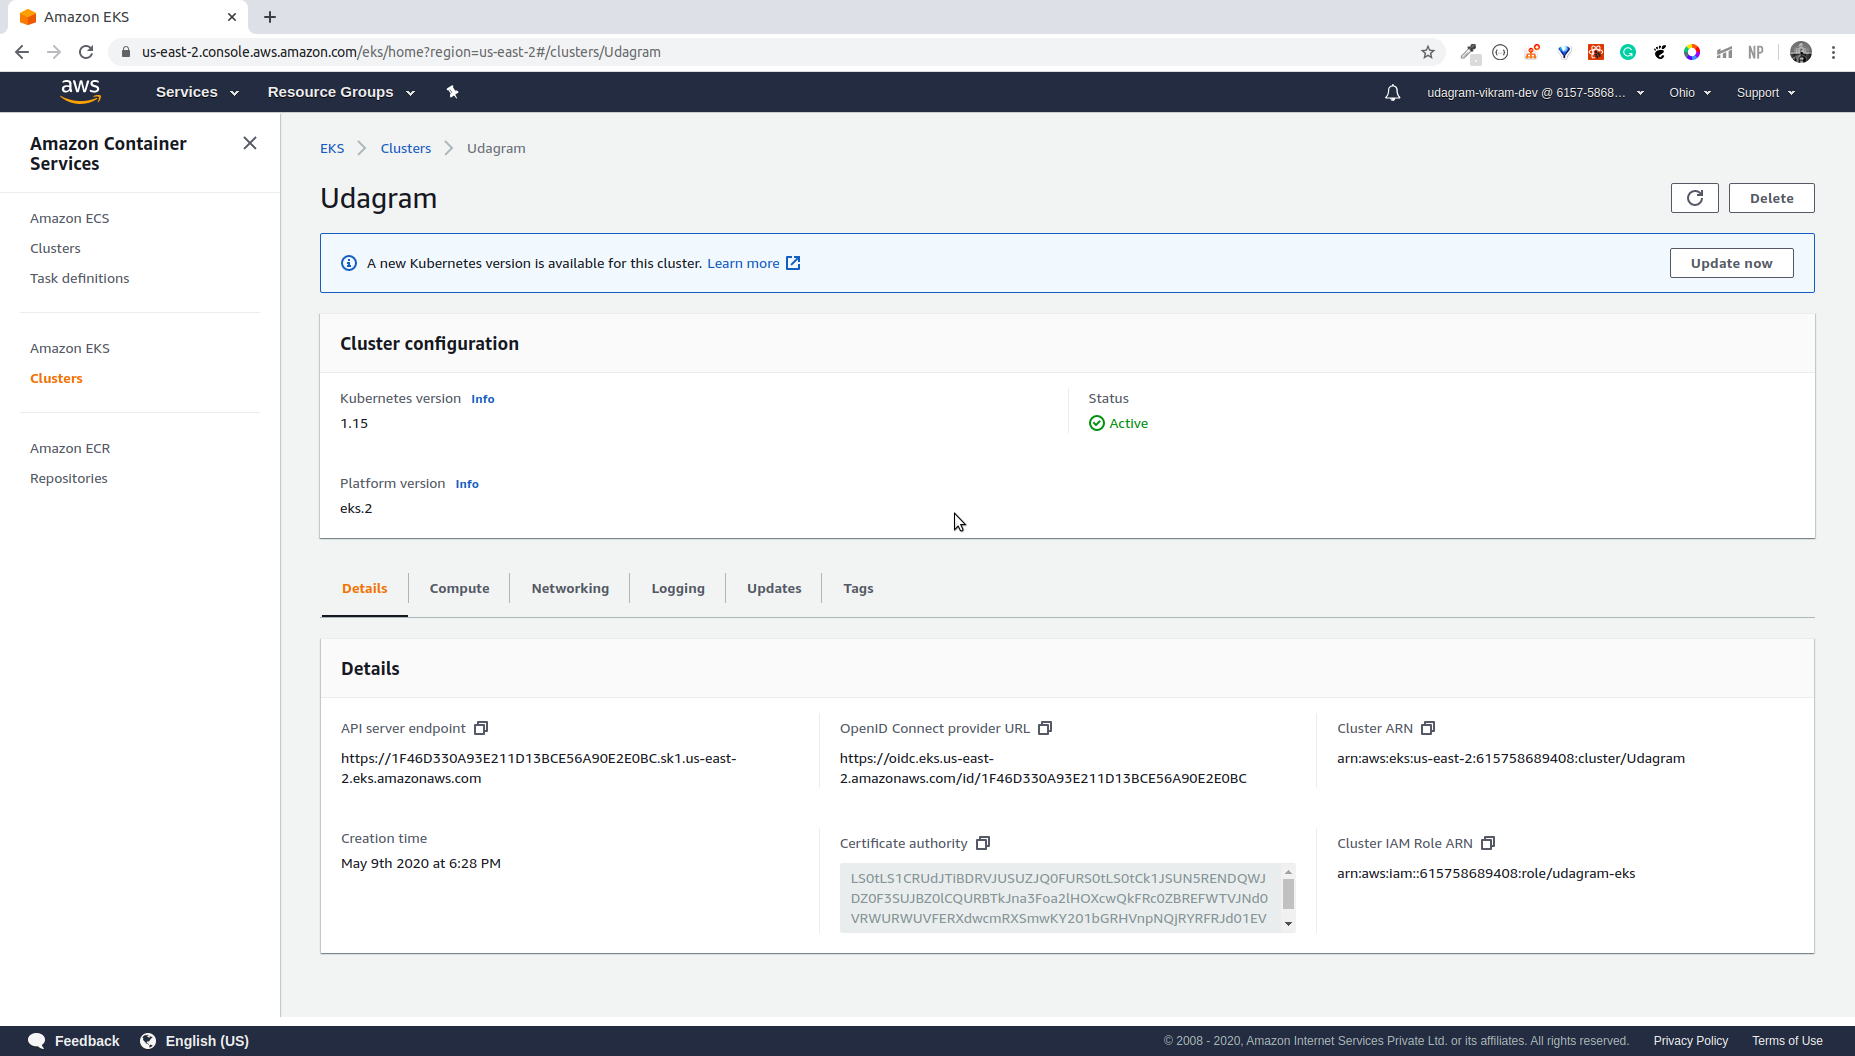 Amazon EKS
us-east-2.console.aws.amazon.com/eks/home?region=us-east-2#/clusters/Udagram
NP
aws
Services
Resource Groups
udagram-vikram-dev @ 6157-5868...
Ohio
Support
Amazon Container
Services
Amazon ECS
Clusters
Task definitions
Amazon EKS
Clusters
Amazon ECR
Repositories
EKS
Clusters
Udagram
Udagram
Delete
A new Kubernetes version is available for this cluster. Learn more
Update now
Cluster configuration
Kubernetes version Info
1.15
Status
Active
Platform version Info
eks.2
Details
Compute
Networking
Logging
Updates
Tags
Details
API server endpoint
https://1F46D330A93E211D13BCE56A90E2E0BC.sk1.us-east-
2.eks.amazonaws.com
OpenID Connect provider URL
https://oidc.eks.us-east-
2.amazonaws.com/id/1F46D330A93E211D13BCE56A90E2E0BC
Cluster ARN
arn:aws:eks:us-east-2:615758689408:cluster/Udagram
Creation time
May 9th 2020 at 6:28 PM
Certificate authority
LS0tLS1CRUdJTiBDRVJUSUZJQ0FURS0tLS0tCk1JSUN5RENDQWJ
DZ0F3SUJBZ0lCQURBTkJna3Foa2lHOXcwQkFRc0ZBREFWTVJNd0
VRWURWUVFERXdwcmRXSmwKY201bGRHVnpNQjRYRFRJd01EV
Cluster IAM Role ARN
arn:aws:iam::615758689408:role/udagram-eks
Feedback
English (US)
© 2008 - 2020, Amazon Internet Services Private Ltd. or its affiliates. All rights reserved.
Privacy Policy
Terms of Use